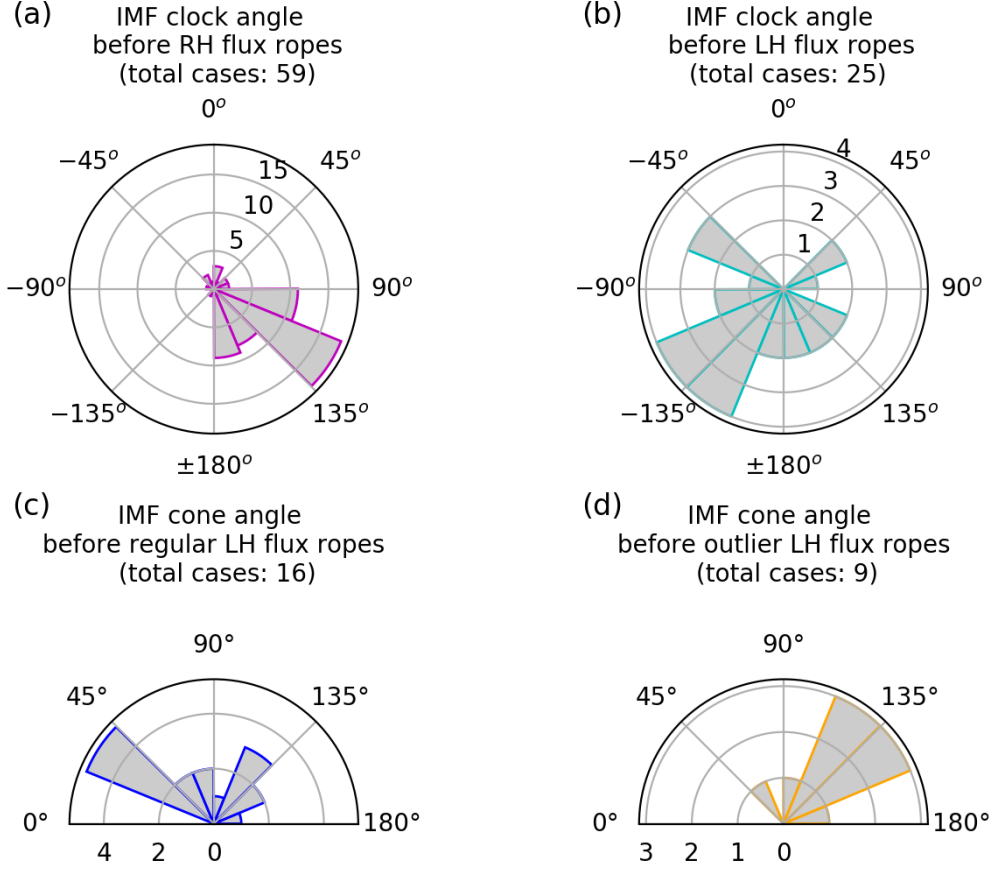 (a)
IMF clock angle
before RH flux ropes
(total cases: 59)
0°
−45°
45°
15
10
5
−90°
90°
−135°
135°
±180°
(b)
IMF clock angle
before LH flux ropes
(total cases: 25)
0°
−45°
45°
4
3
2
1
−90°
90°
−135°
135°
±180°
(c)
IMF cone angle
before regular LH flux ropes
(total cases: 16)
90°
45°
135°
0°
180°
4 2 0
(d)
IMF cone angle
before outlier LH flux ropes
(total cases: 9)
90°
45°
135°
0°
180°
3 2 1 0